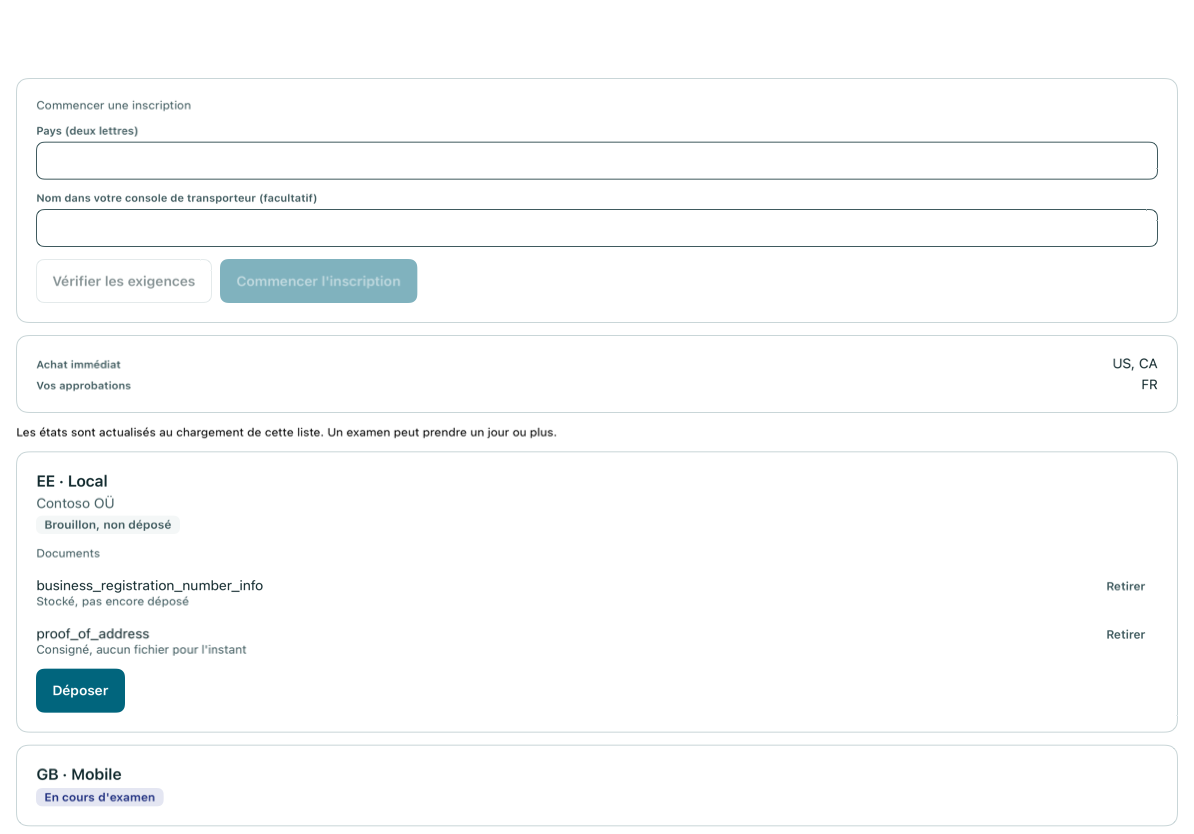 Commencer une inscription
Pays (deux lettres)
Nom dans votre console de transporteur (facultatif)
Vérifier les exigences
Commencer l'inscription
Achat immédiat
US, CA
Vos approbations
FR
Les états sont actualisés au chargement de cette liste. Un examen peut prendre un jour ou plus.
EE · Local
Contoso OÜ
Brouillon, non déposé
Documents
business_registration_number_info
Retirer
Stocké, pas encore déposé
proof_of_address
Retirer
Consigné, aucun fichier pour l'instant
Déposer
GB · Mobile
En cours d'examen